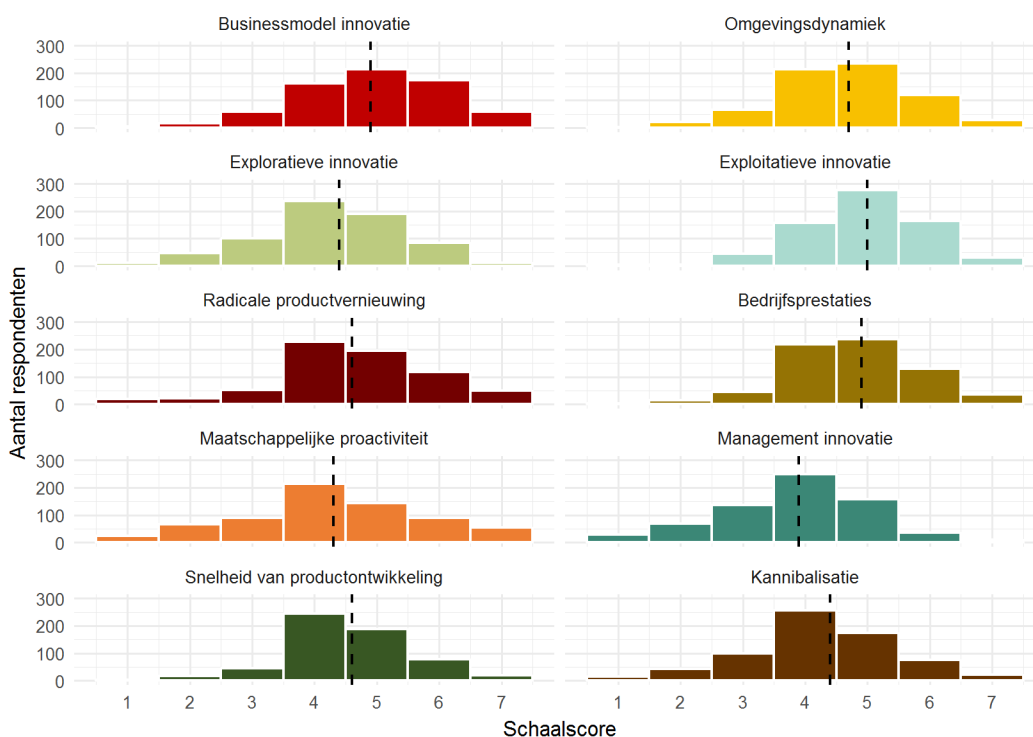 Businessmodel innovatie
Omgevingsdynamiek
300
200
100
0
Exploratieve innovatie
Exploitatieve innovatie
300
200
100
0
Radicale productvernieuwing
Bedrijfsprestaties
300
200
100
0
Maatschappelijke proactiviteit
Management innovatie
300
200
100
0
Snelheid van productontwikkeling
Kannibalisatie
300
200
100
0
1 2 3 4 5 6 7
1 2 3 4 5 6 7
Schaalscore
Aantal respondenten